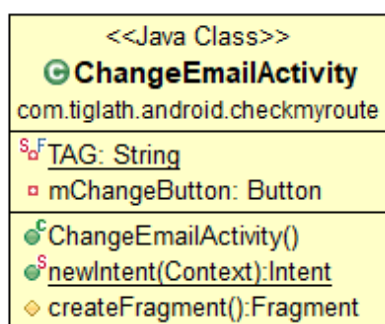 <<Java Class>>
C ChangeEmailActivity
com.tiglath.android.checkmyroute
S F TAG: String
mChangeButton: Button
C ChangeEmailActivity()
S newIntent(Context):Intent
createFragment():Fragment